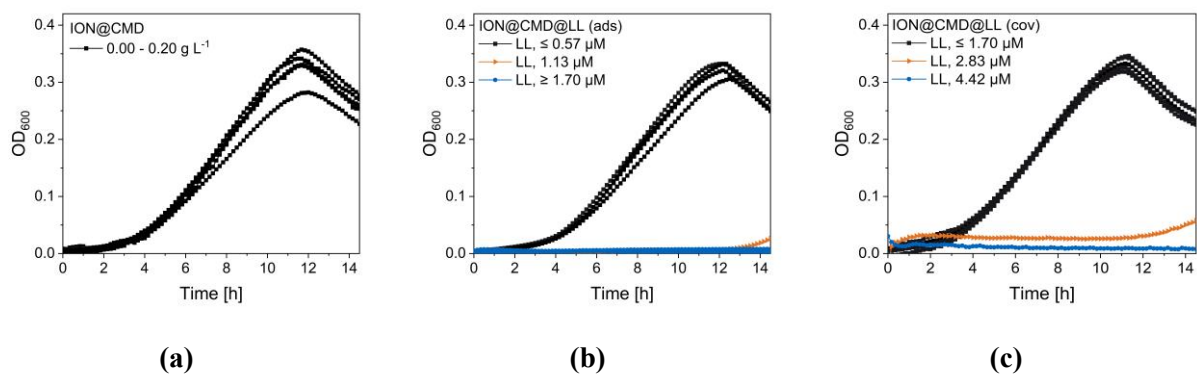 ION@CMD
0.00 - 0.20 g L⁻¹
OD₆₀₀
0.4
0.3
0.2
0.1
0.0
0 2 4 6 8 10 12 14
Time [h]
(a)
ION@CMD@LL (ads)
LL, ≤ 0.57 µM
LL, 1.13 µM
LL, ≥ 1.70 µM
OD₆₀₀
0.4
0.3
0.2
0.1
0.0
0 2 4 6 8 10 12 14
Time [h]
(b)
ION@CMD@LL (cov)
LL, ≤ 1.70 µM
LL, 2.83 µM
LL, 4.42 µM
OD₆₀₀
0.4
0.3
0.2
0.1
0.0
0 2 4 6 8 10 12 14
Time [h]
(c)